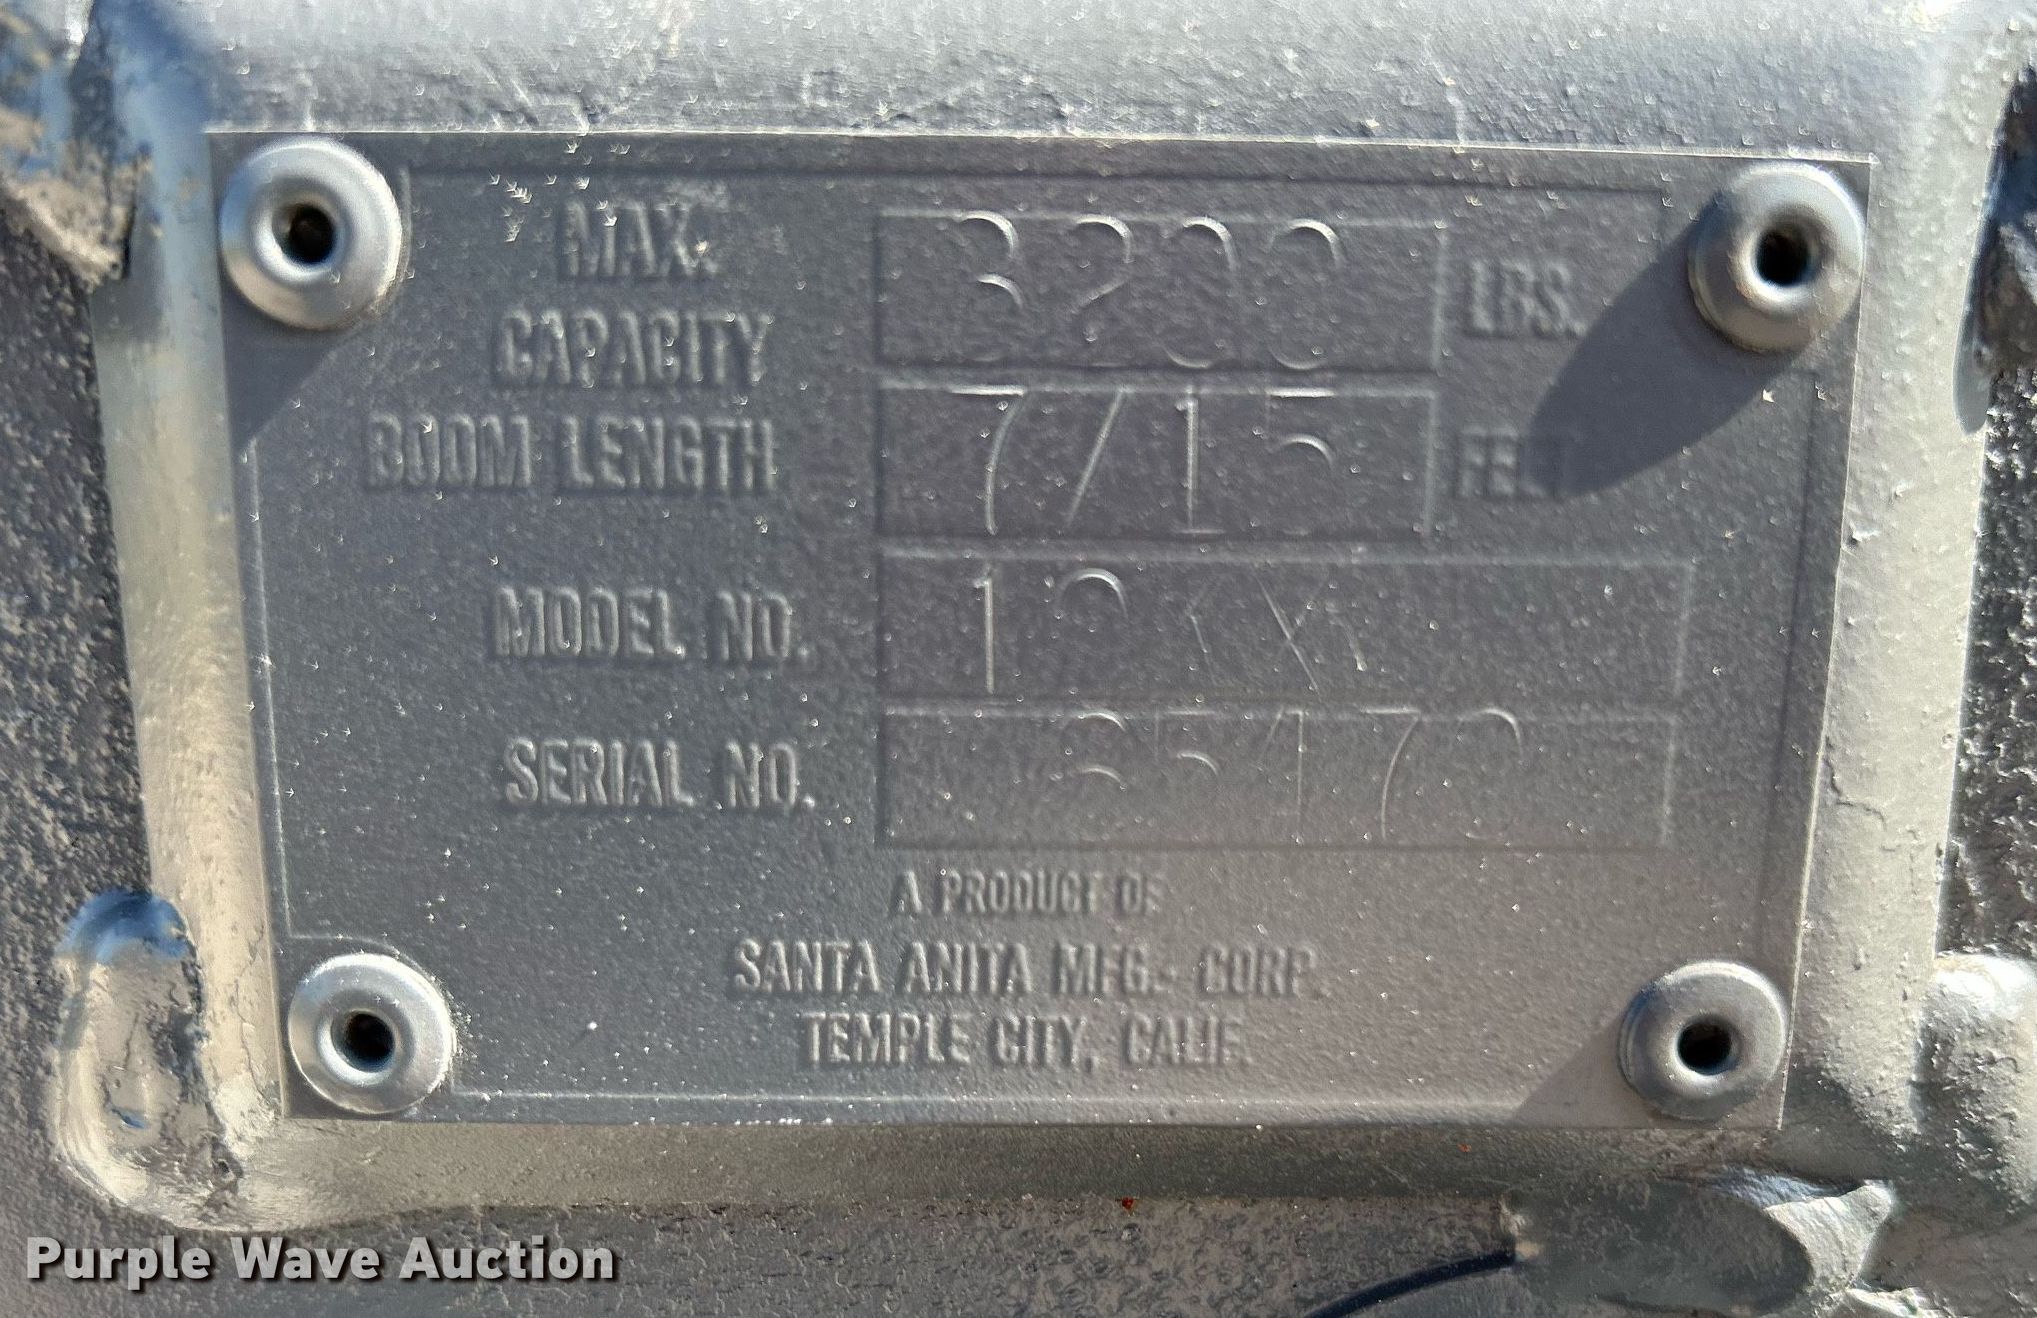 MAX.
CAPACITY 3200 LBS.
BOOM LENGTH 7/15 FEET
MODEL NO.
SERIAL NO.
A PRODUCT OF
SANTA ANITA MFG. CORP.
TEMPLE CITY, CALIF.
Purple Wave Auction